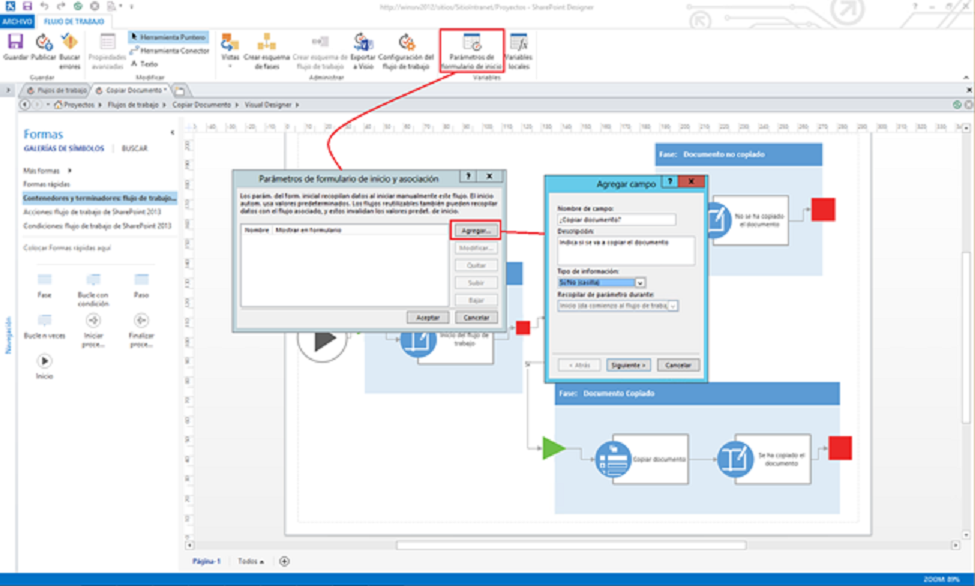 http://winsrv2012/sitios/SitioIntranet/Proyectos - SharePoint Designer
ARCHIVO FLUJO DE TRABAJO
Guardar Publicar Buscar errores
Propiedades avanzadas
Herramienta Puntero
Herramienta Conector
A Texto
Vistas
Crear esquema de fases
Crear esquema de flujo de trabajo
Exportar a Visio
Configuración del flujo de trabajo
Parámetros de formulario de inicio
Variables locales
Guardar Modificar Administrar Variables
Flujos de trabajo Copiar Documento *
Proyectos Flujos de trabajo Copiar Documento Visual Designer
Navegación
Formas
GALERÍAS DE SÍMBOLOS BUSCAR
Más formas
Formas rápidas
Contenedores y terminadores: flujo de trabajo...
Acciones: flujo de trabajo de SharePoint 2013
Condiciones: flujo de trabajo de SharePoint 2013
Colocar Formas rápidas aquí
Fase
Bucle con condición
Paso
Bucle n veces
Iniciar proce...
Finalizar proce...
Inicio
Fase: Documento no copiado
No se ha copiado el documento
Parámetros de formulario de inicio y asociación
? X
Los parám. del form. inicial recopilan datos al iniciar manualmente este flujo. El inicio
autom. usa valores predeterminados. Los flujos reutilizables también pueden recopilar
datos con el flujo asociado, y estos invalidan los valores predef. de inicio.
Nombre Mostrar en formulario
Agregar...
Modificar...
Quitar
Subir
Bajar
Aceptar Cancelar
Agregar campo
? X
Nombre de campo:
¿Copiar documento?
Descripción:
Indica si se va a copiar el documento
Tipo de información:
Sí/No (casilla)
Recopilar de parámetro durante:
Inicio (da comienzo al flujo de trabaj
< Atrás Siguiente > Cancelar
Inicio del flujo de
trabajo
Fase: Documento Copiado
Copiar documento
Se ha copiado el
documento
Página-1 Todos
ZOOM 89%